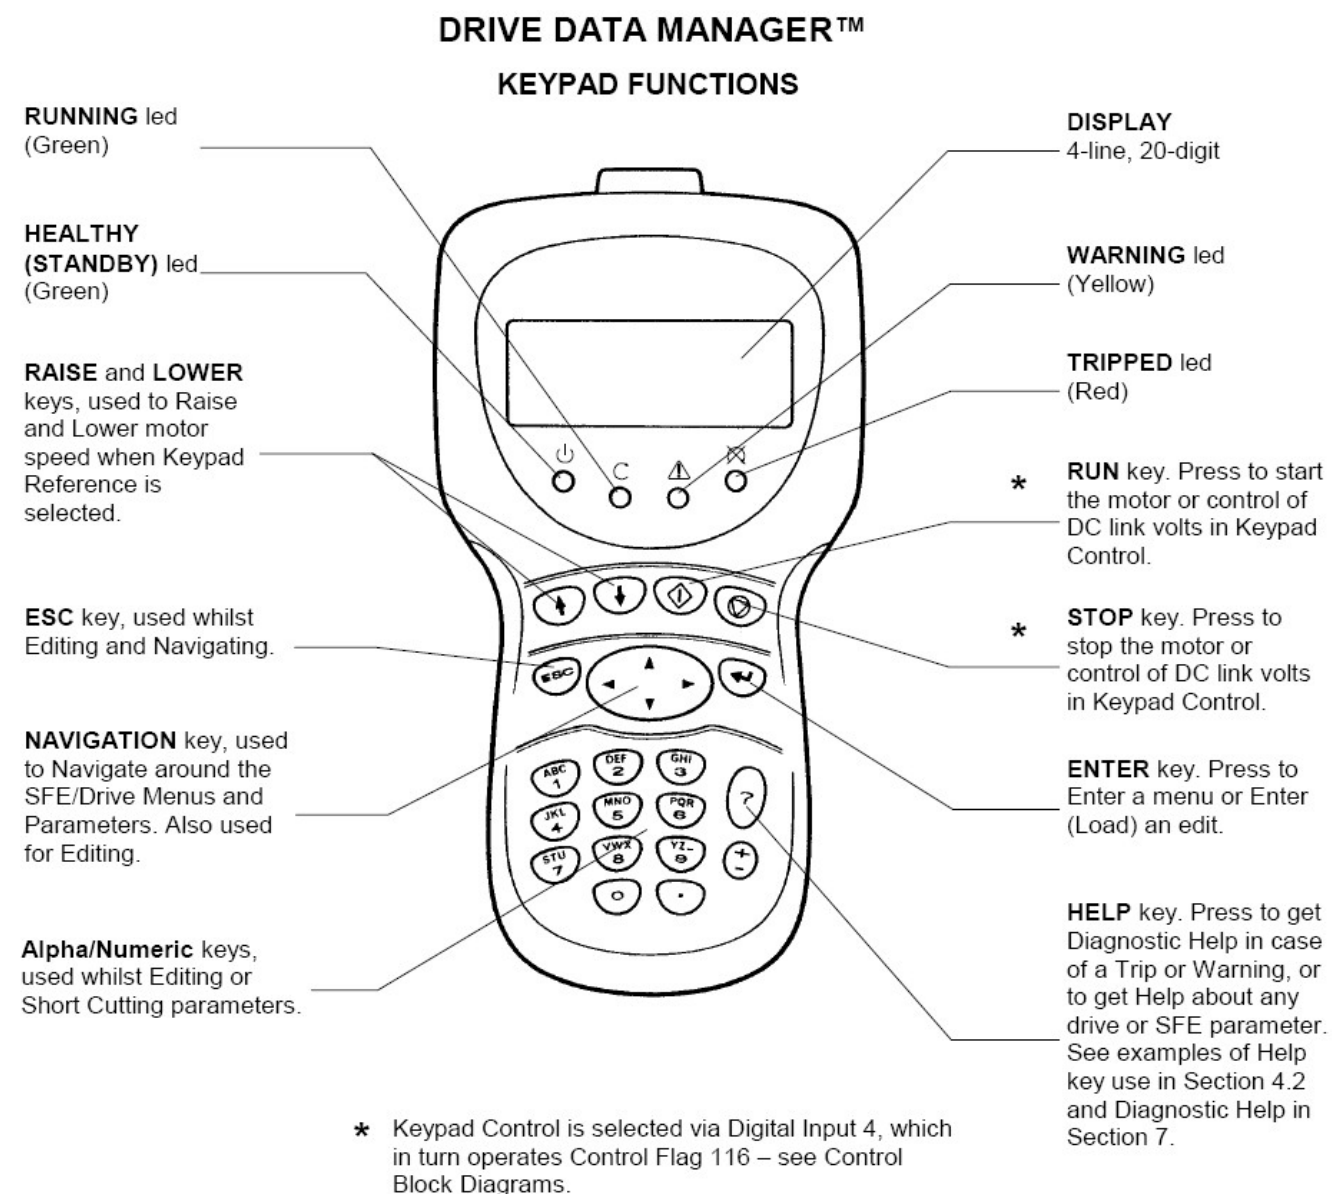 DRIVE DATA MANAGER™
KEYPAD FUNCTIONS
RUNNING led
(Green)
HEALTHY
(STANDBY) led
(Green)
RAISE and LOWER
keys, used to Raise
and Lower motor
speed when Keypad
Reference is
selected.
ESC key, used whilst
Editing and Navigating.
NAVIGATION key, used
to Navigate around the
SFE/Drive Menus and
Parameters. Also used
for Editing.
Alpha/Numeric keys,
used whilst Editing or
Short Cutting parameters.
ESC
ABC
1
DEF
2
GHI
3
?
JKL
4
MNO
5
PQR
6
STU
7
VWX
8
YZ_
9
+
-
0
.
DISPLAY
4-line, 20-digit
WARNING led
(Yellow)
TRIPPED led
(Red)
* RUN key. Press to start
the motor or control of
DC link volts in Keypad
Control.
* STOP key. Press to
stop the motor or
control of DC link volts
in Keypad Control.
ENTER key. Press to
Enter a menu or Enter
(Load) an edit.
HELP key. Press to get
Diagnostic Help in case
of a Trip or Warning, or
to get Help about any
drive or SFE parameter.
See examples of Help
key use in Section 4.2
and Diagnostic Help in
Section 7.
* Keypad Control is selected via Digital Input 4, which
in turn operates Control Flag 116 – see Control
Block Diagrams.